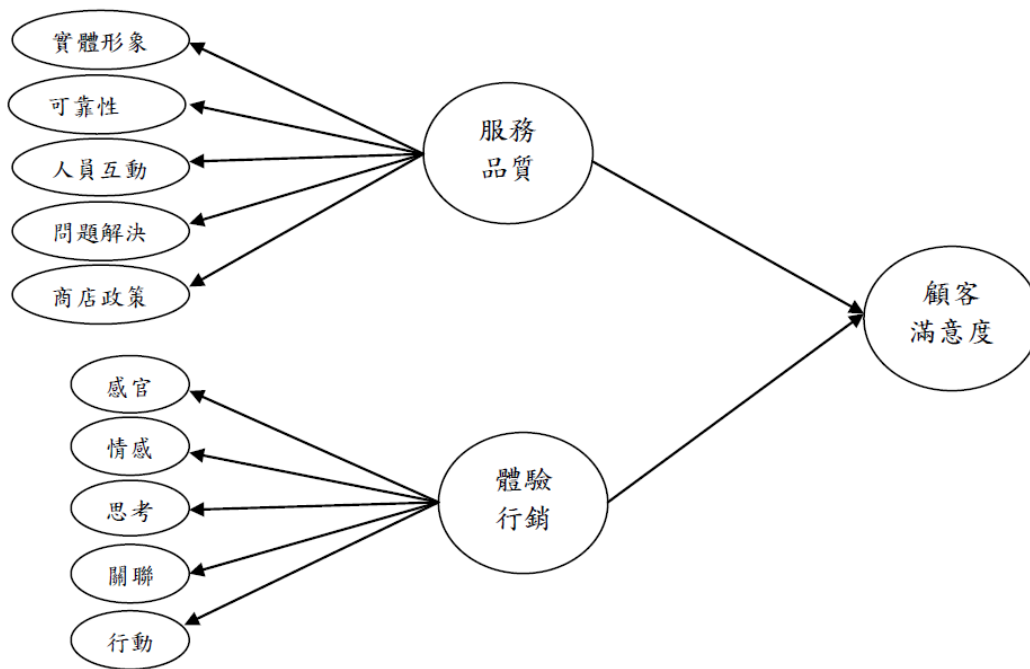 實體形象
可靠性
人員互動
問題解決
商店政策
服務
品質
顧客
滿意度
感官
情感
思考
關聯
行動
體驗
行銷